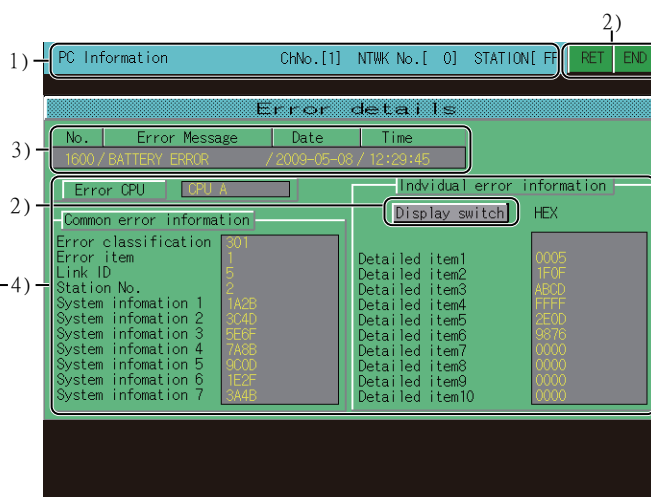 2)
1) PC Information ChNo.[1] NTWK No.[ 0] STATION[ FF RET END
Error details
No. Error Message Date Time
3) 1600 / BATTERY ERROR / 2009-05-08 / 12:29:45
Error CPU CPU A Indvidual error information
2) Display switch HEX
Common error information
Error classification 301
Error item 1 Detailed item1 0005
Link ID 5 Detailed item2 1F0F
4) Station No. 2 Detailed item3 ABCD
System infomation 1 1A2B Detailed item4 FFFF
System infomation 2 3C4D Detailed item5 2E0D
System infomation 3 5E6F Detailed item6 9876
System infomation 4 7A8B Detailed item7 0000
System infomation 5 9C0D Detailed item8 0000
System infomation 6 1E2F Detailed item9 0000
System infomation 7 3A4B Detailed item10 0000